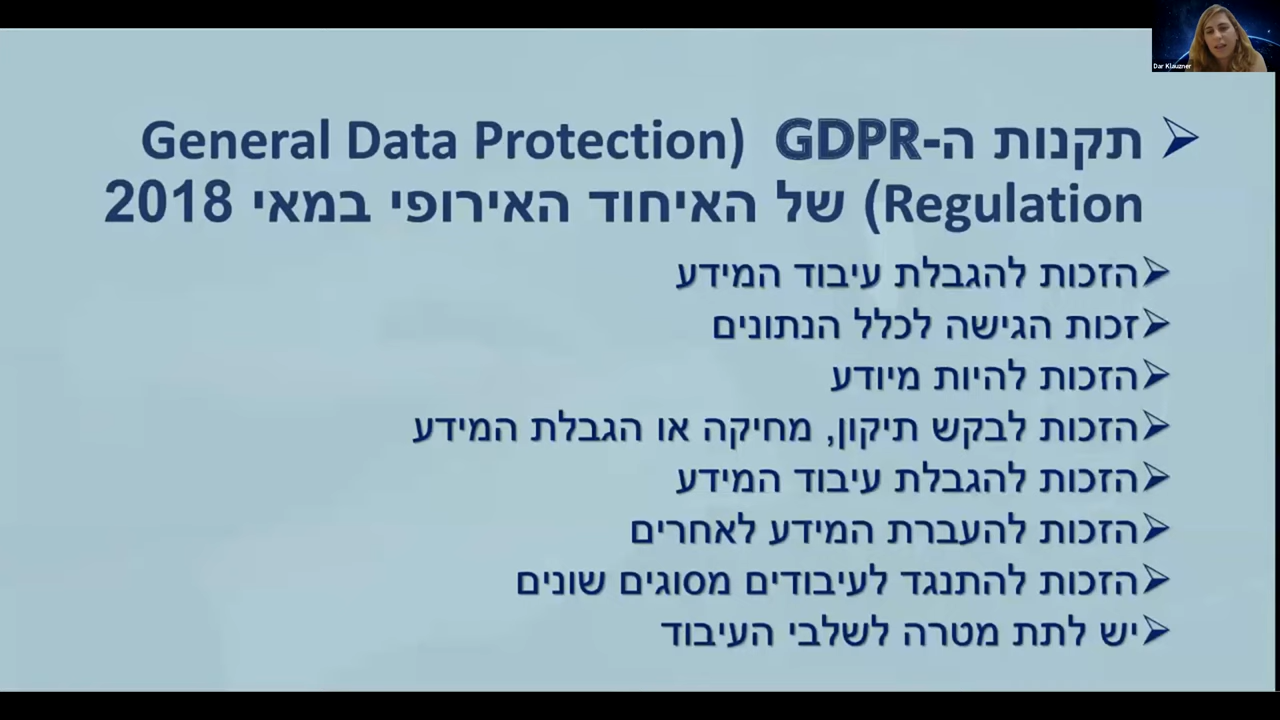 Dar Klauzner
תקנות ה-GDPR (General Data Protection
Regulation) של האיחוד האירופי במאי 2018
הזכות להגבלת עיבוד המידע
זכות הגישה לכלל הנתונים
הזכות להיות מיודע
הזכות לבקש תיקון, מחיקה או הגבלת המידע
הזכות להגבלת עיבוד המידע
הזכות להעברת המידע לאחרים
הזכות להתנגד לעיבודים מסוגים שונים
יש לתת מטרה לשלבי העיבוד